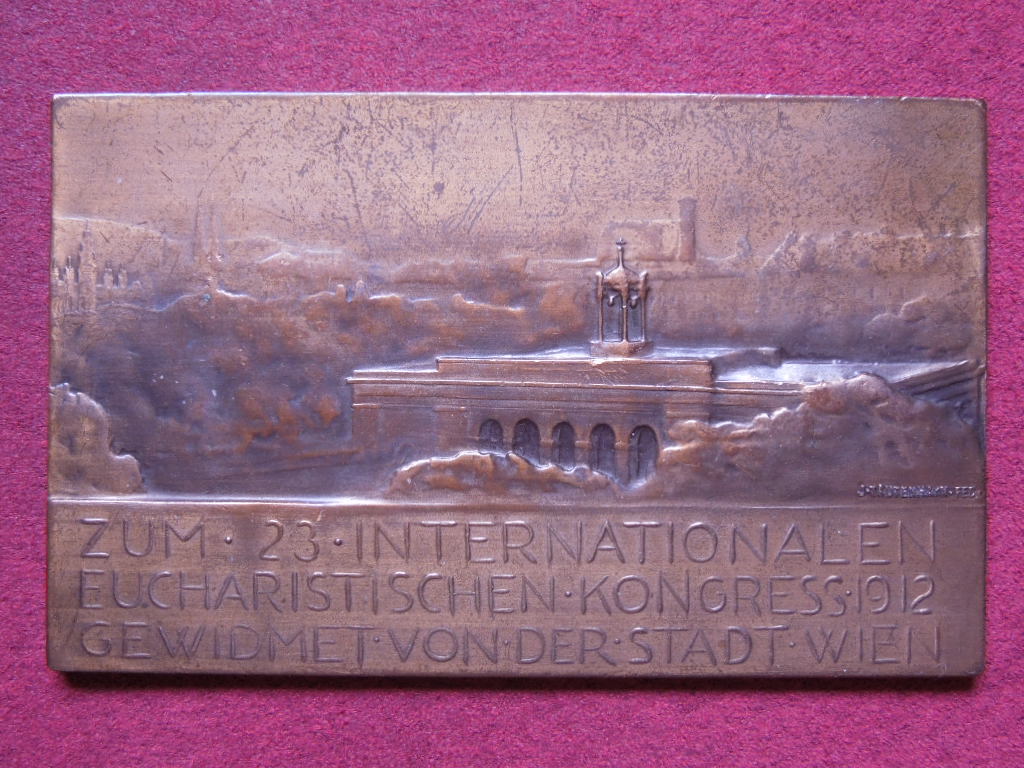 ZUM · 23 · INTERNATIONALEN
EUCHARISTISCHEN · KONGRESS · 1912
GEWIDMET · VON · DER · STADT · WIEN